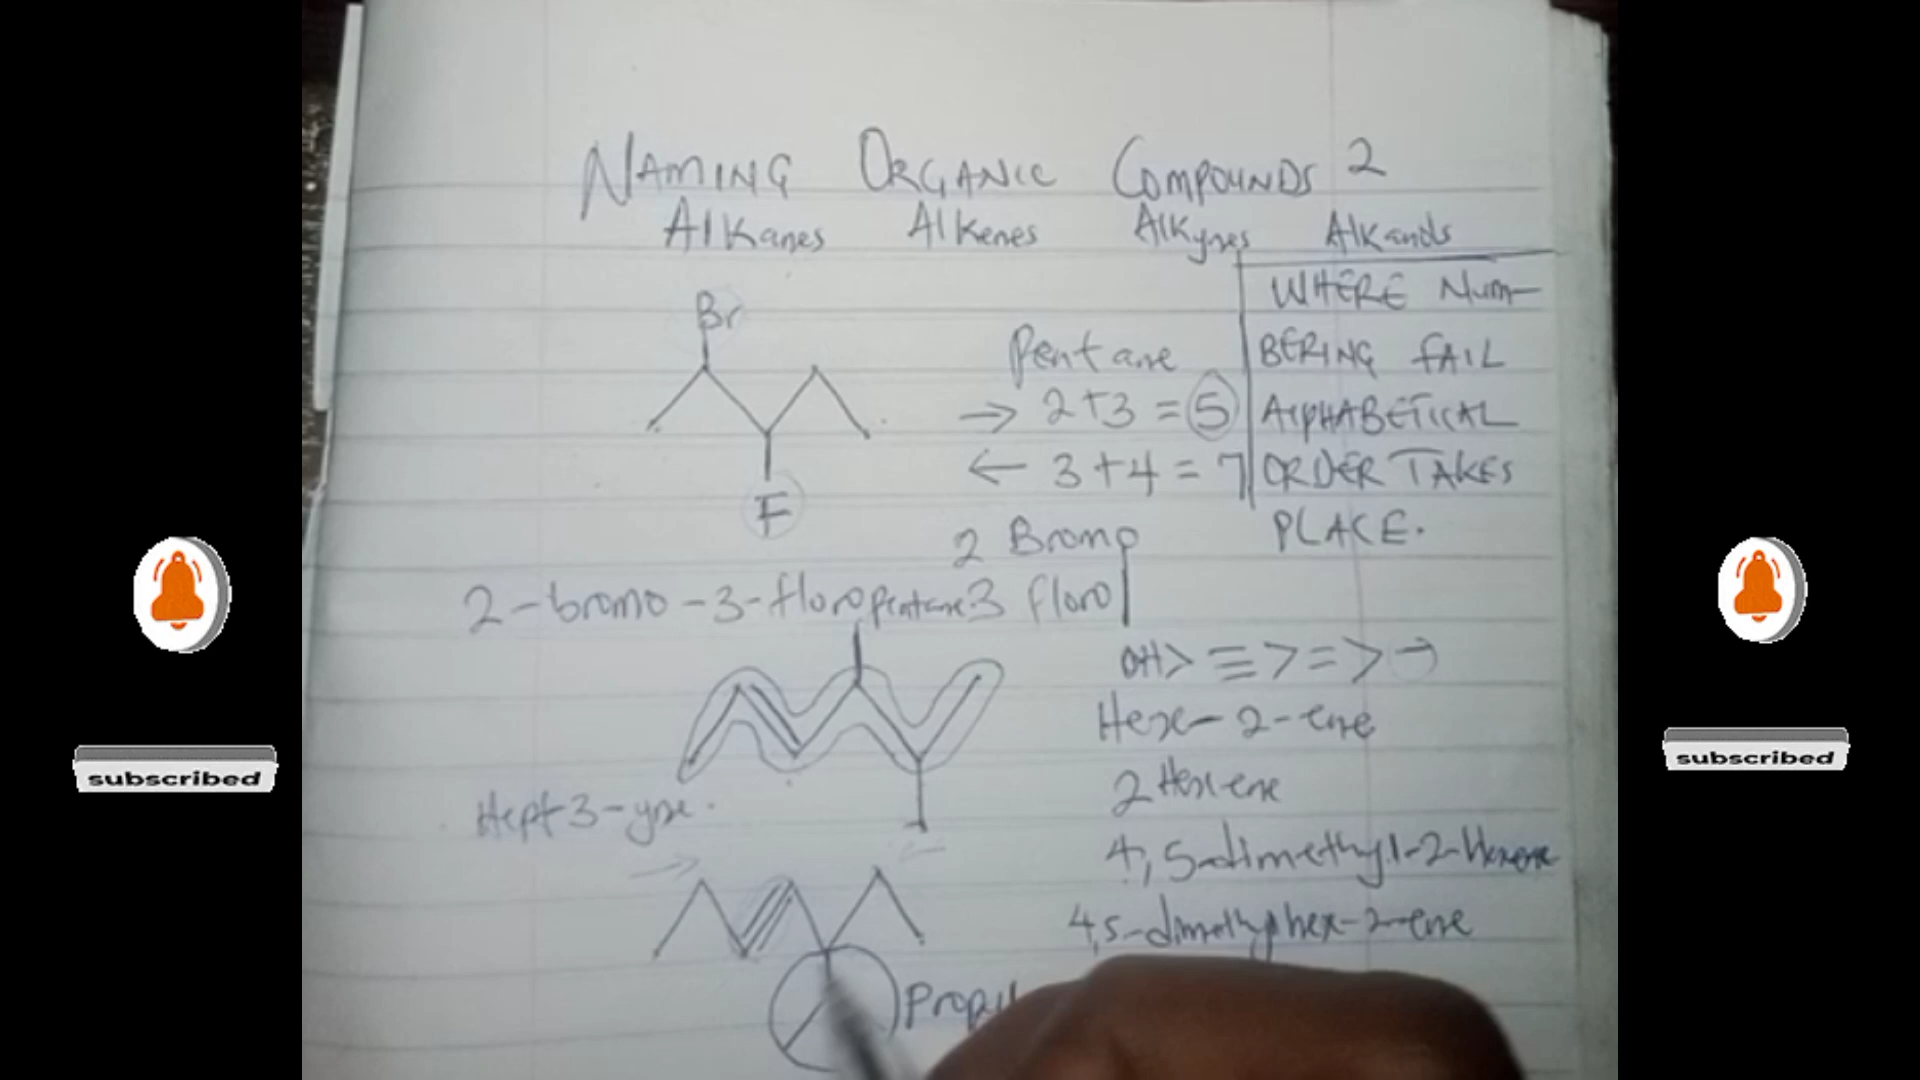 NAMING ORGANIC COMPOUNDS 2
Alkanes Alkenes Alkynes Alkanols
WHERE NUM-
BERING FAIL
ALPHABETICAL
ORDER TAKES
PLACE.
Br
F
Pentane
→ 2+3 = 5
← 3+4 = 7
2 Bromo
3 floro
2-bromo-3-floropentane
OH > ≡ > = > →
Hex-2-ene
2 Hexene
4,5-dimethyl-2-Hexene
4,5-dimethylhex-2-ene
Hept 3-yne.
subscribed
subscribed